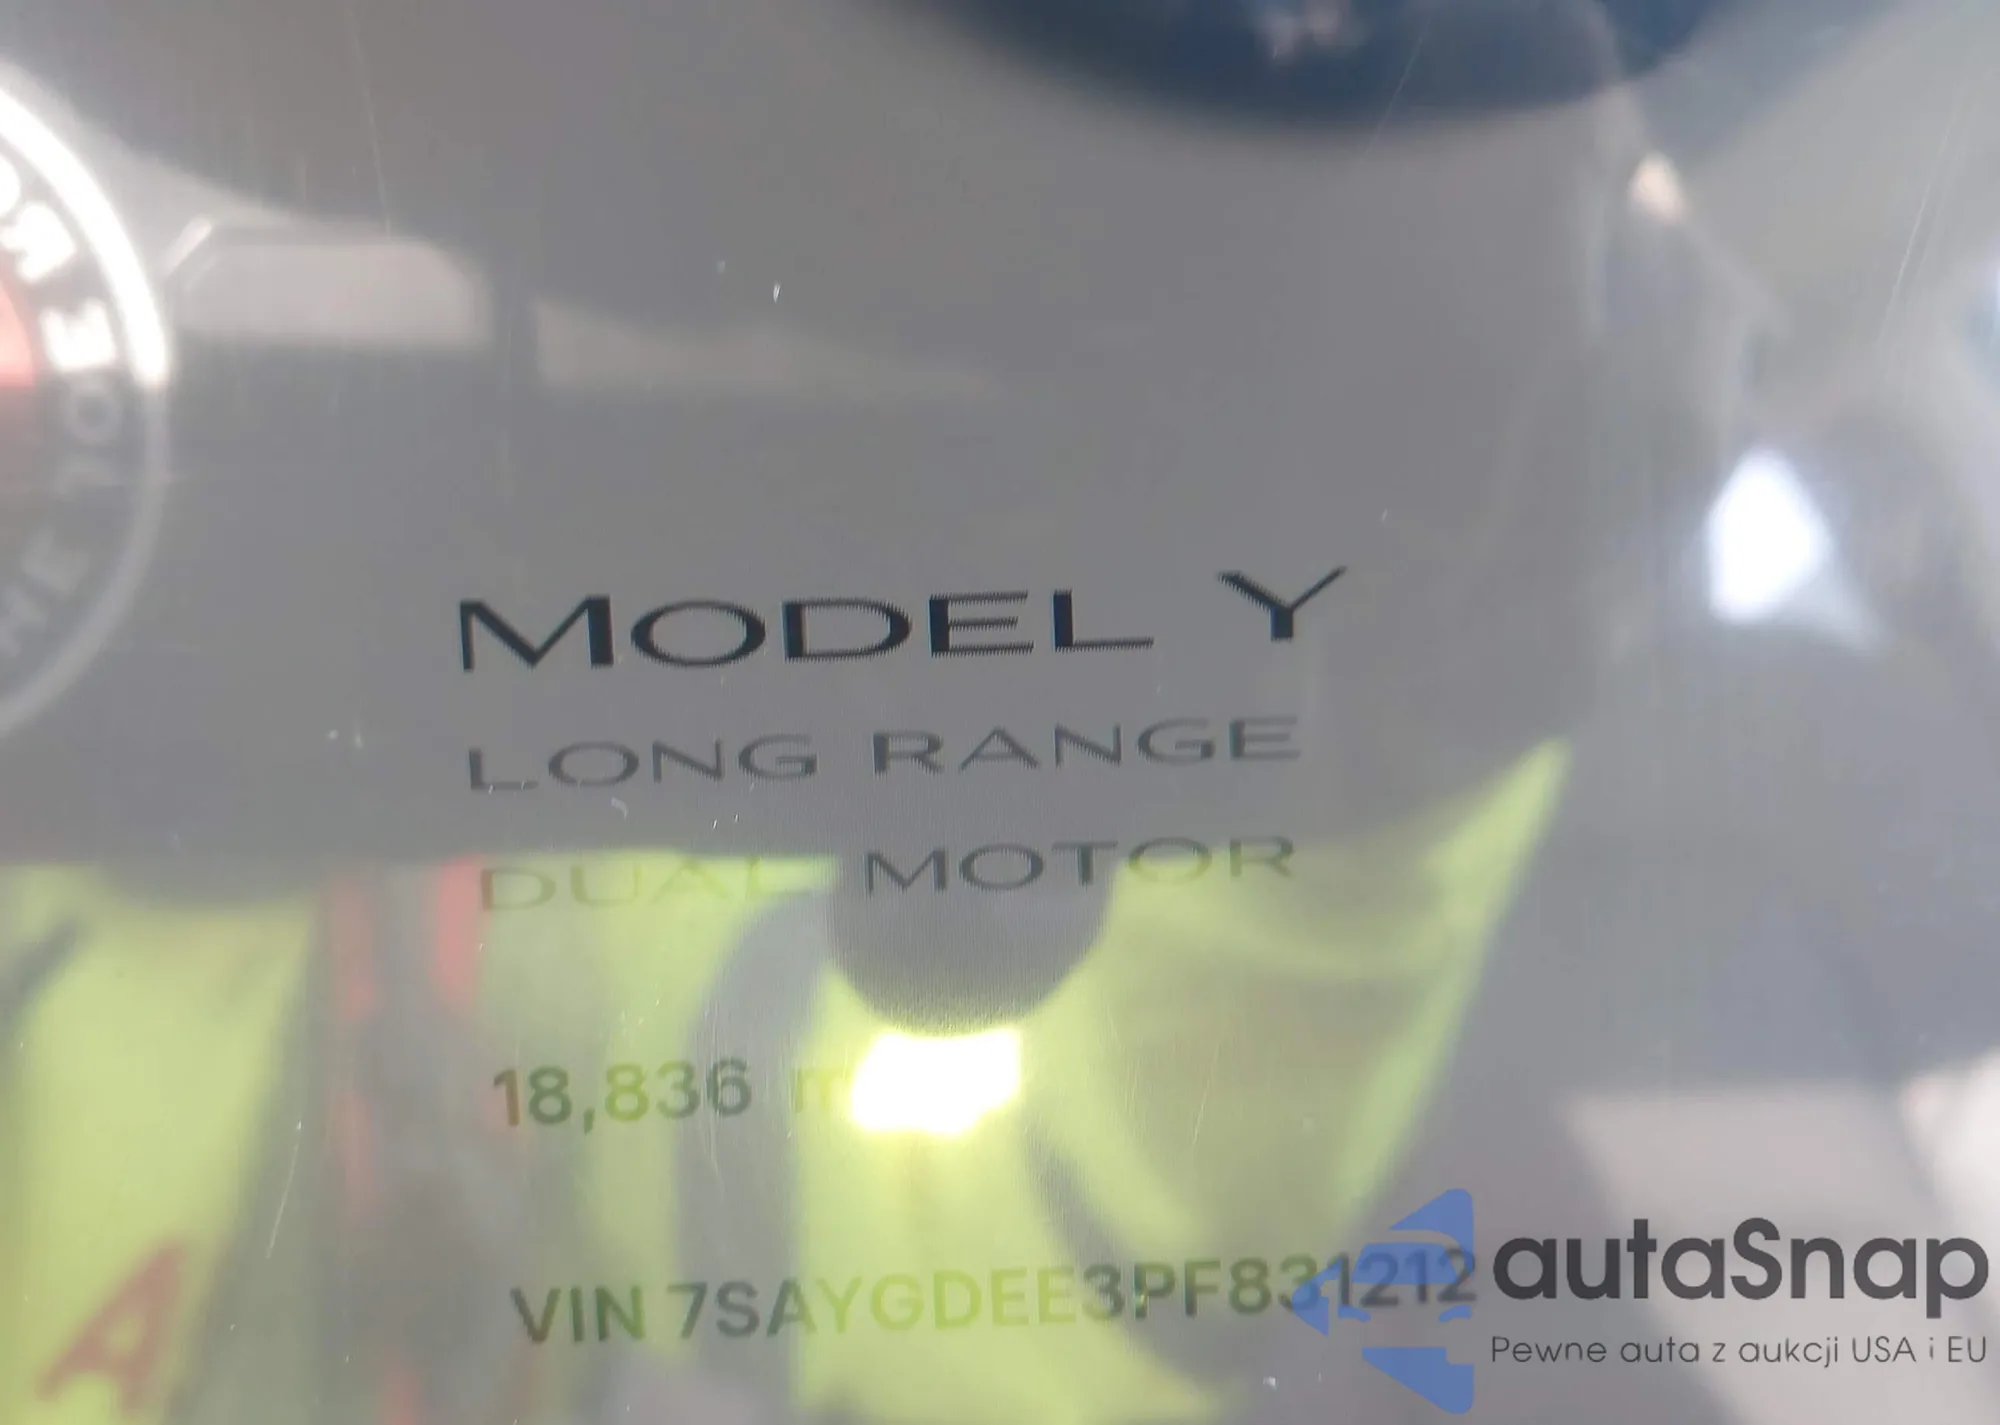 MODEL Y
LONG RANGE
DUAL MOTOR
18,836
VIN 7SAYGDEE3PF831212
autaSnap
Pewne auta z aukcji USA i EU
A